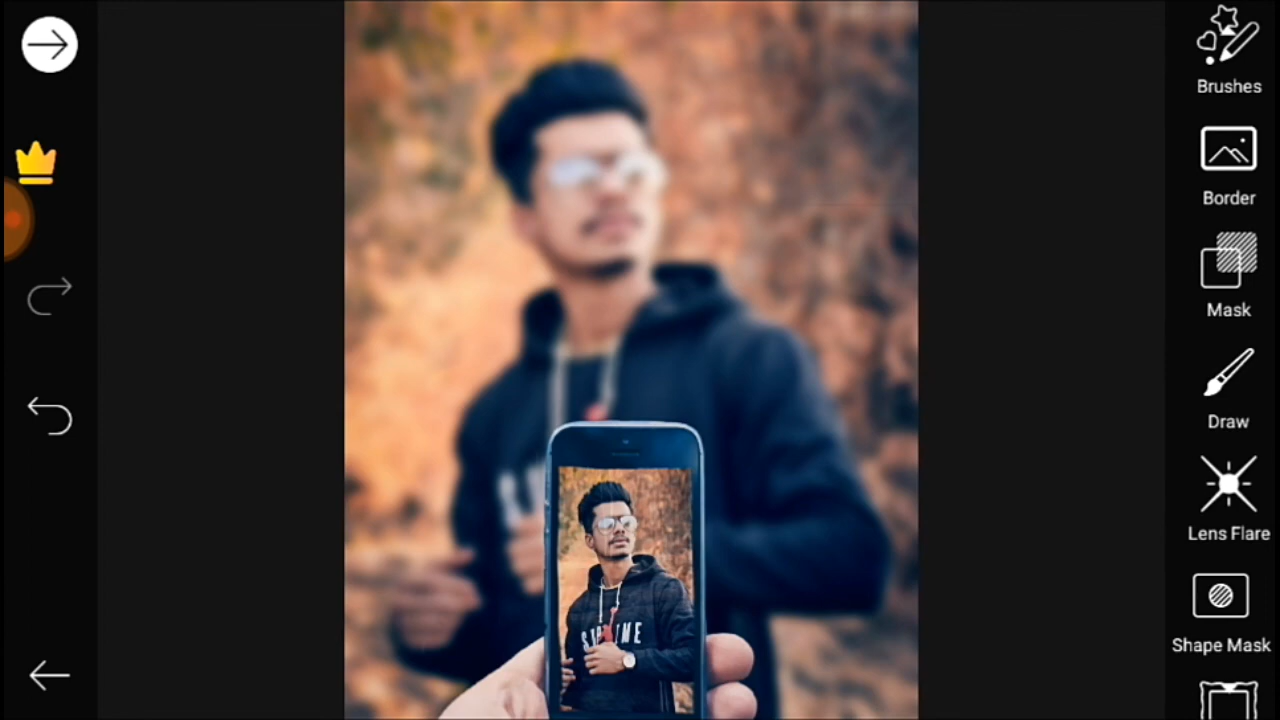 Brushes
Border
Mask
Draw
Lens Flare
Shape Mask